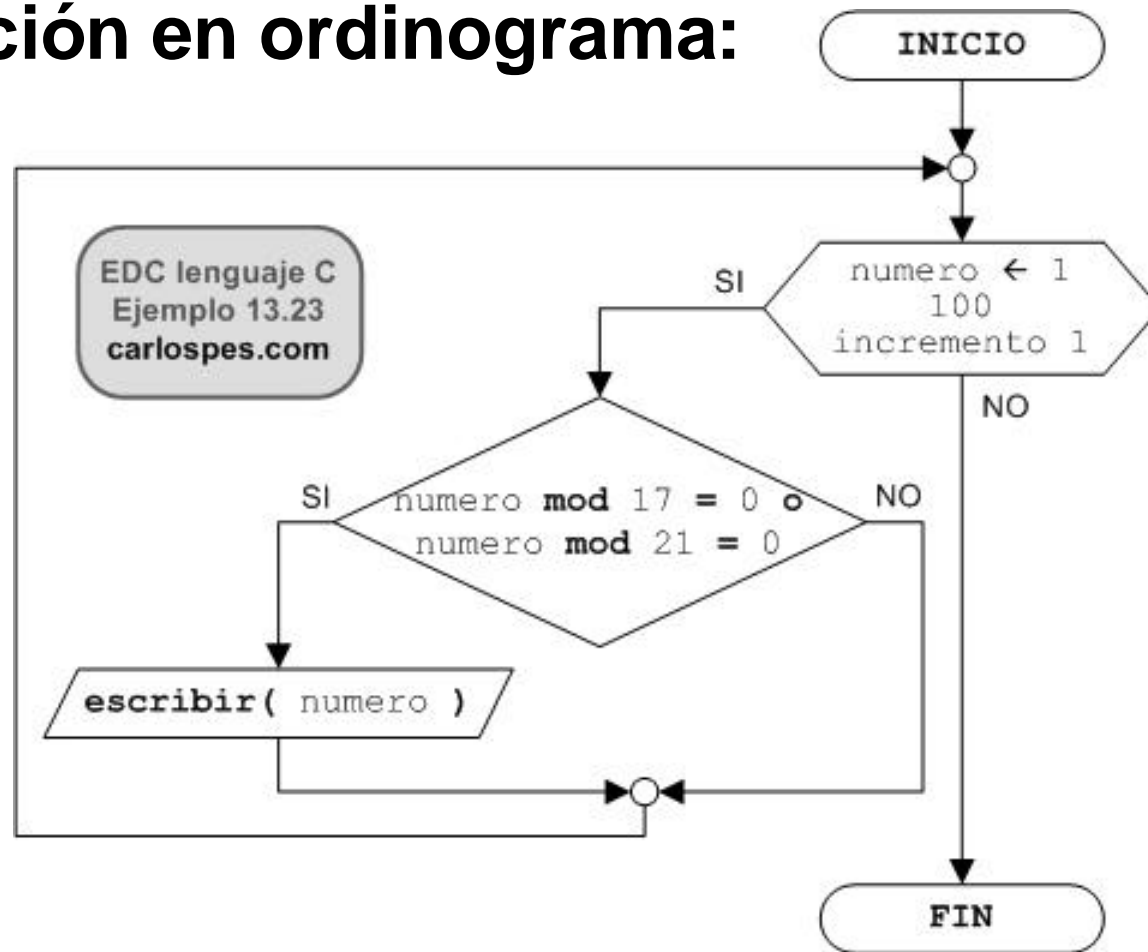 ción en ordinograma:
INICIO
EDC lenguaje C
Ejemplo 13.23
carlospes.com
SI
numero ← 1
100
incremento 1
NO
SI
numero mod 17 = 0 o
numero mod 21 = 0
NO
escribir( numero )
FIN